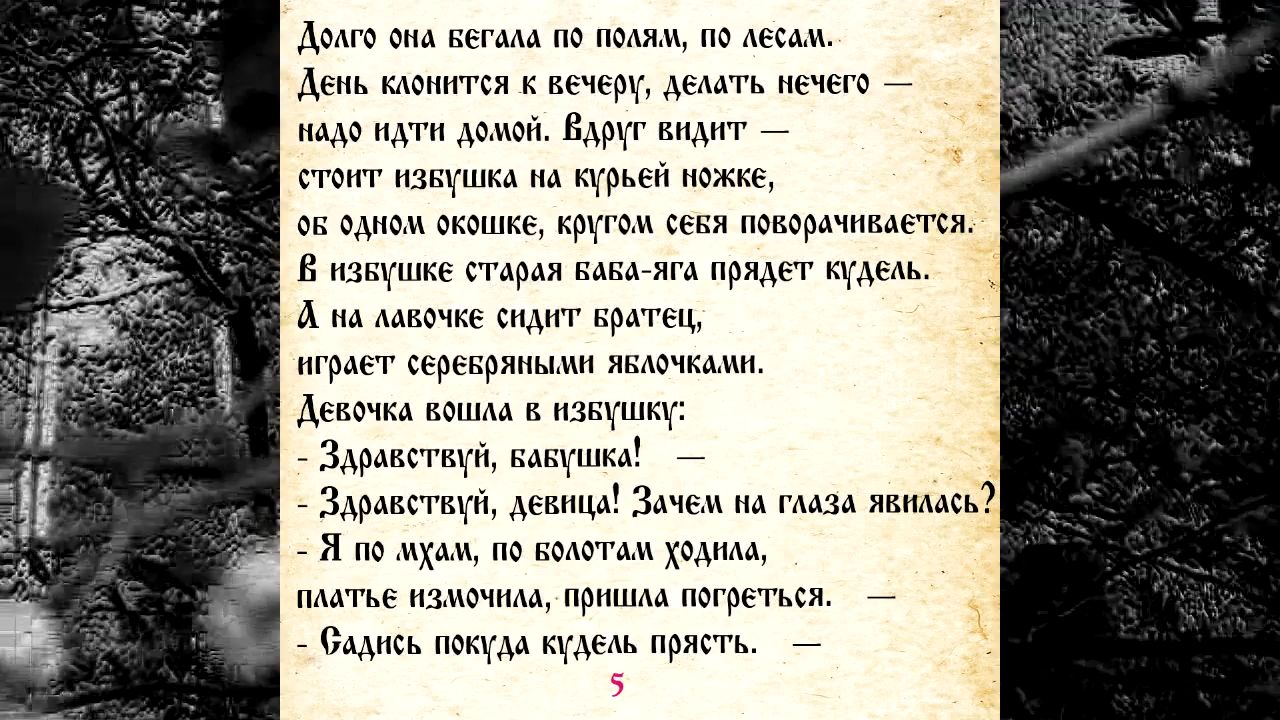 Долго она бегала по полям, по лесам.
День клонится к вечеру, делать нечего —
надо идти домой. Вдруг видит —
стоит избушка на курьей ножке,
об одном окошке, кругом себя поворачивается.
В избушке старая баба-яга прядет кудель.
А на лавочке сидит братец,
играет серебряными яблочками.
Девочка вошла в избушку:
- Здравствуй, бабушка! —
- Здравствуй, девица! Зачем на глаза явилась?
- Я по мхам, по болотам ходила,
платье измочила, пришла погреться. —
- Садись покуда кудель прясть. —
5